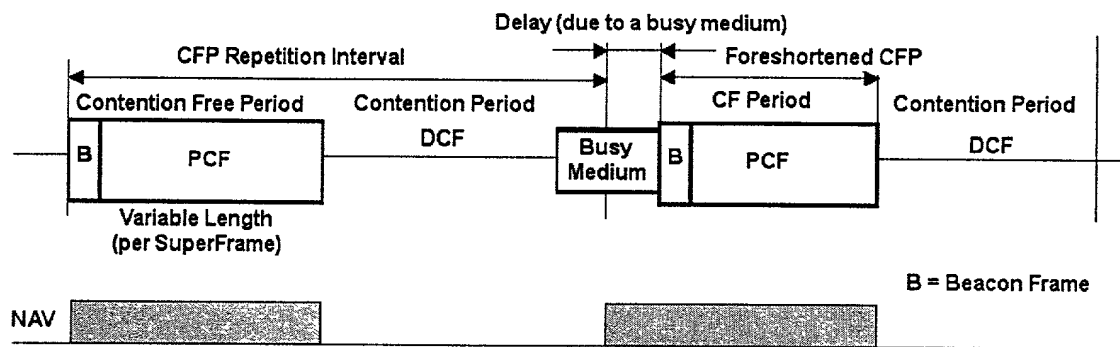 Delay (due to a busy medium)
CFP Repetition Interval
Foreshortened CFP
Contention Free Period
Contention Period
CF Period
Contention Period
B
PCF
DCF
Busy
Medium
B
PCF
DCF
Variable Length
(per SuperFrame)
B = Beacon Frame
NAV